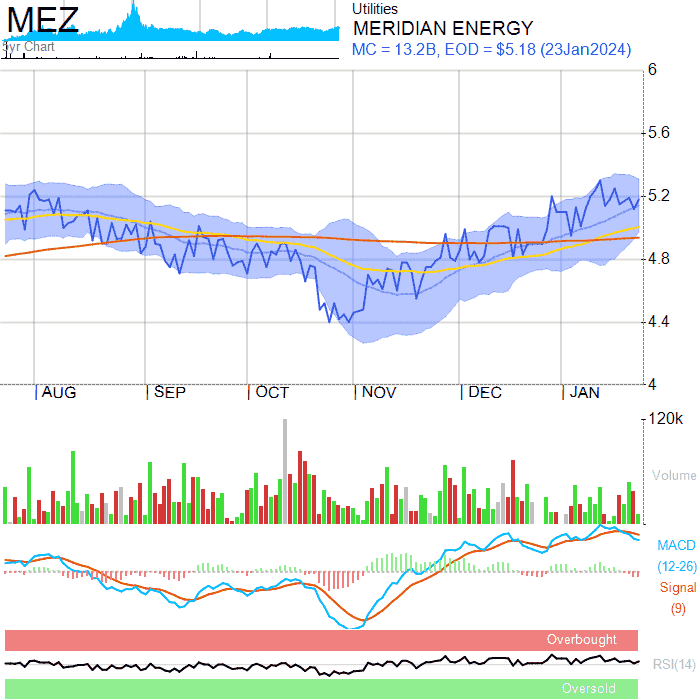 MEZ
5yr Chart
Utilities
MERIDIAN ENERGY
MC = 13.2B, EOD = $5.18 (23Jan2024)
6
5.6
5.2
4.8
4.4
4
AUG SEP OCT NOV DEC JAN
120k
Volume
MACD
(12-26)
Signal
(9)
Overbought
RSI(14)
Oversold